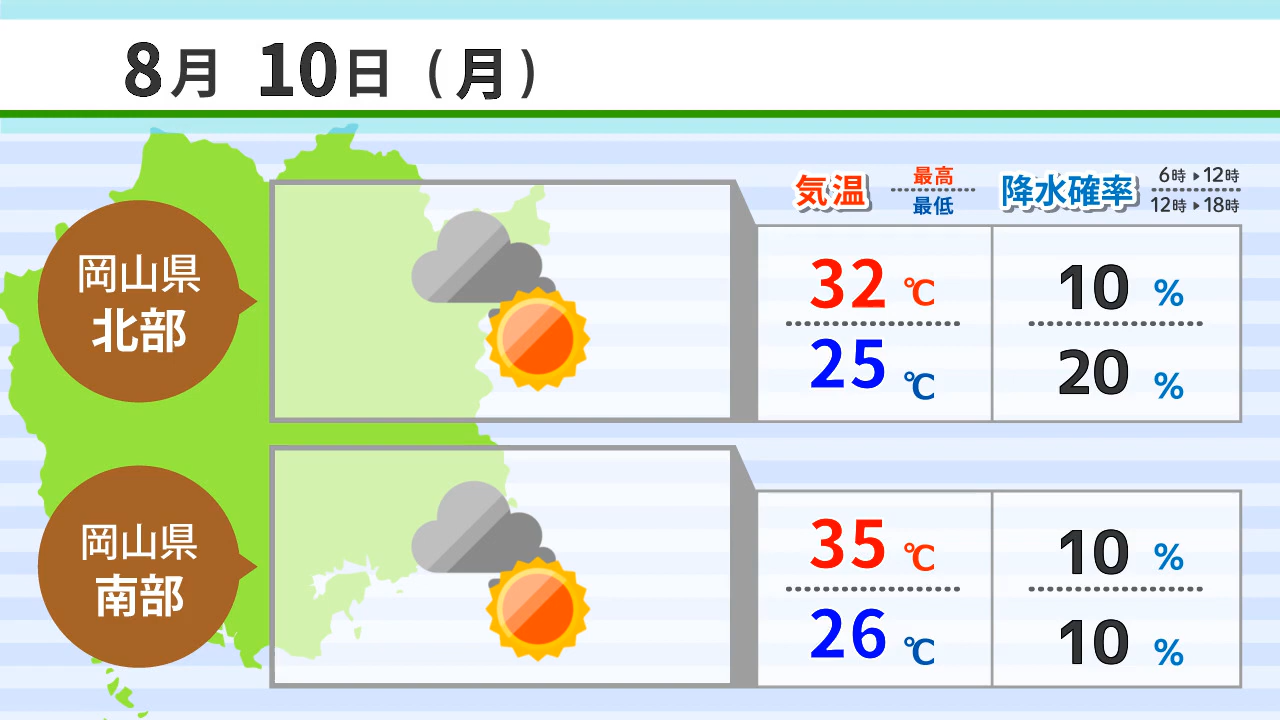 8月 10日（月）
気温 最高 最低
降水確率 6時▶12時 12時▶18時
岡山県
北部
32℃
25℃
10%
20%
岡山県
南部
35℃
26℃
10%
10%